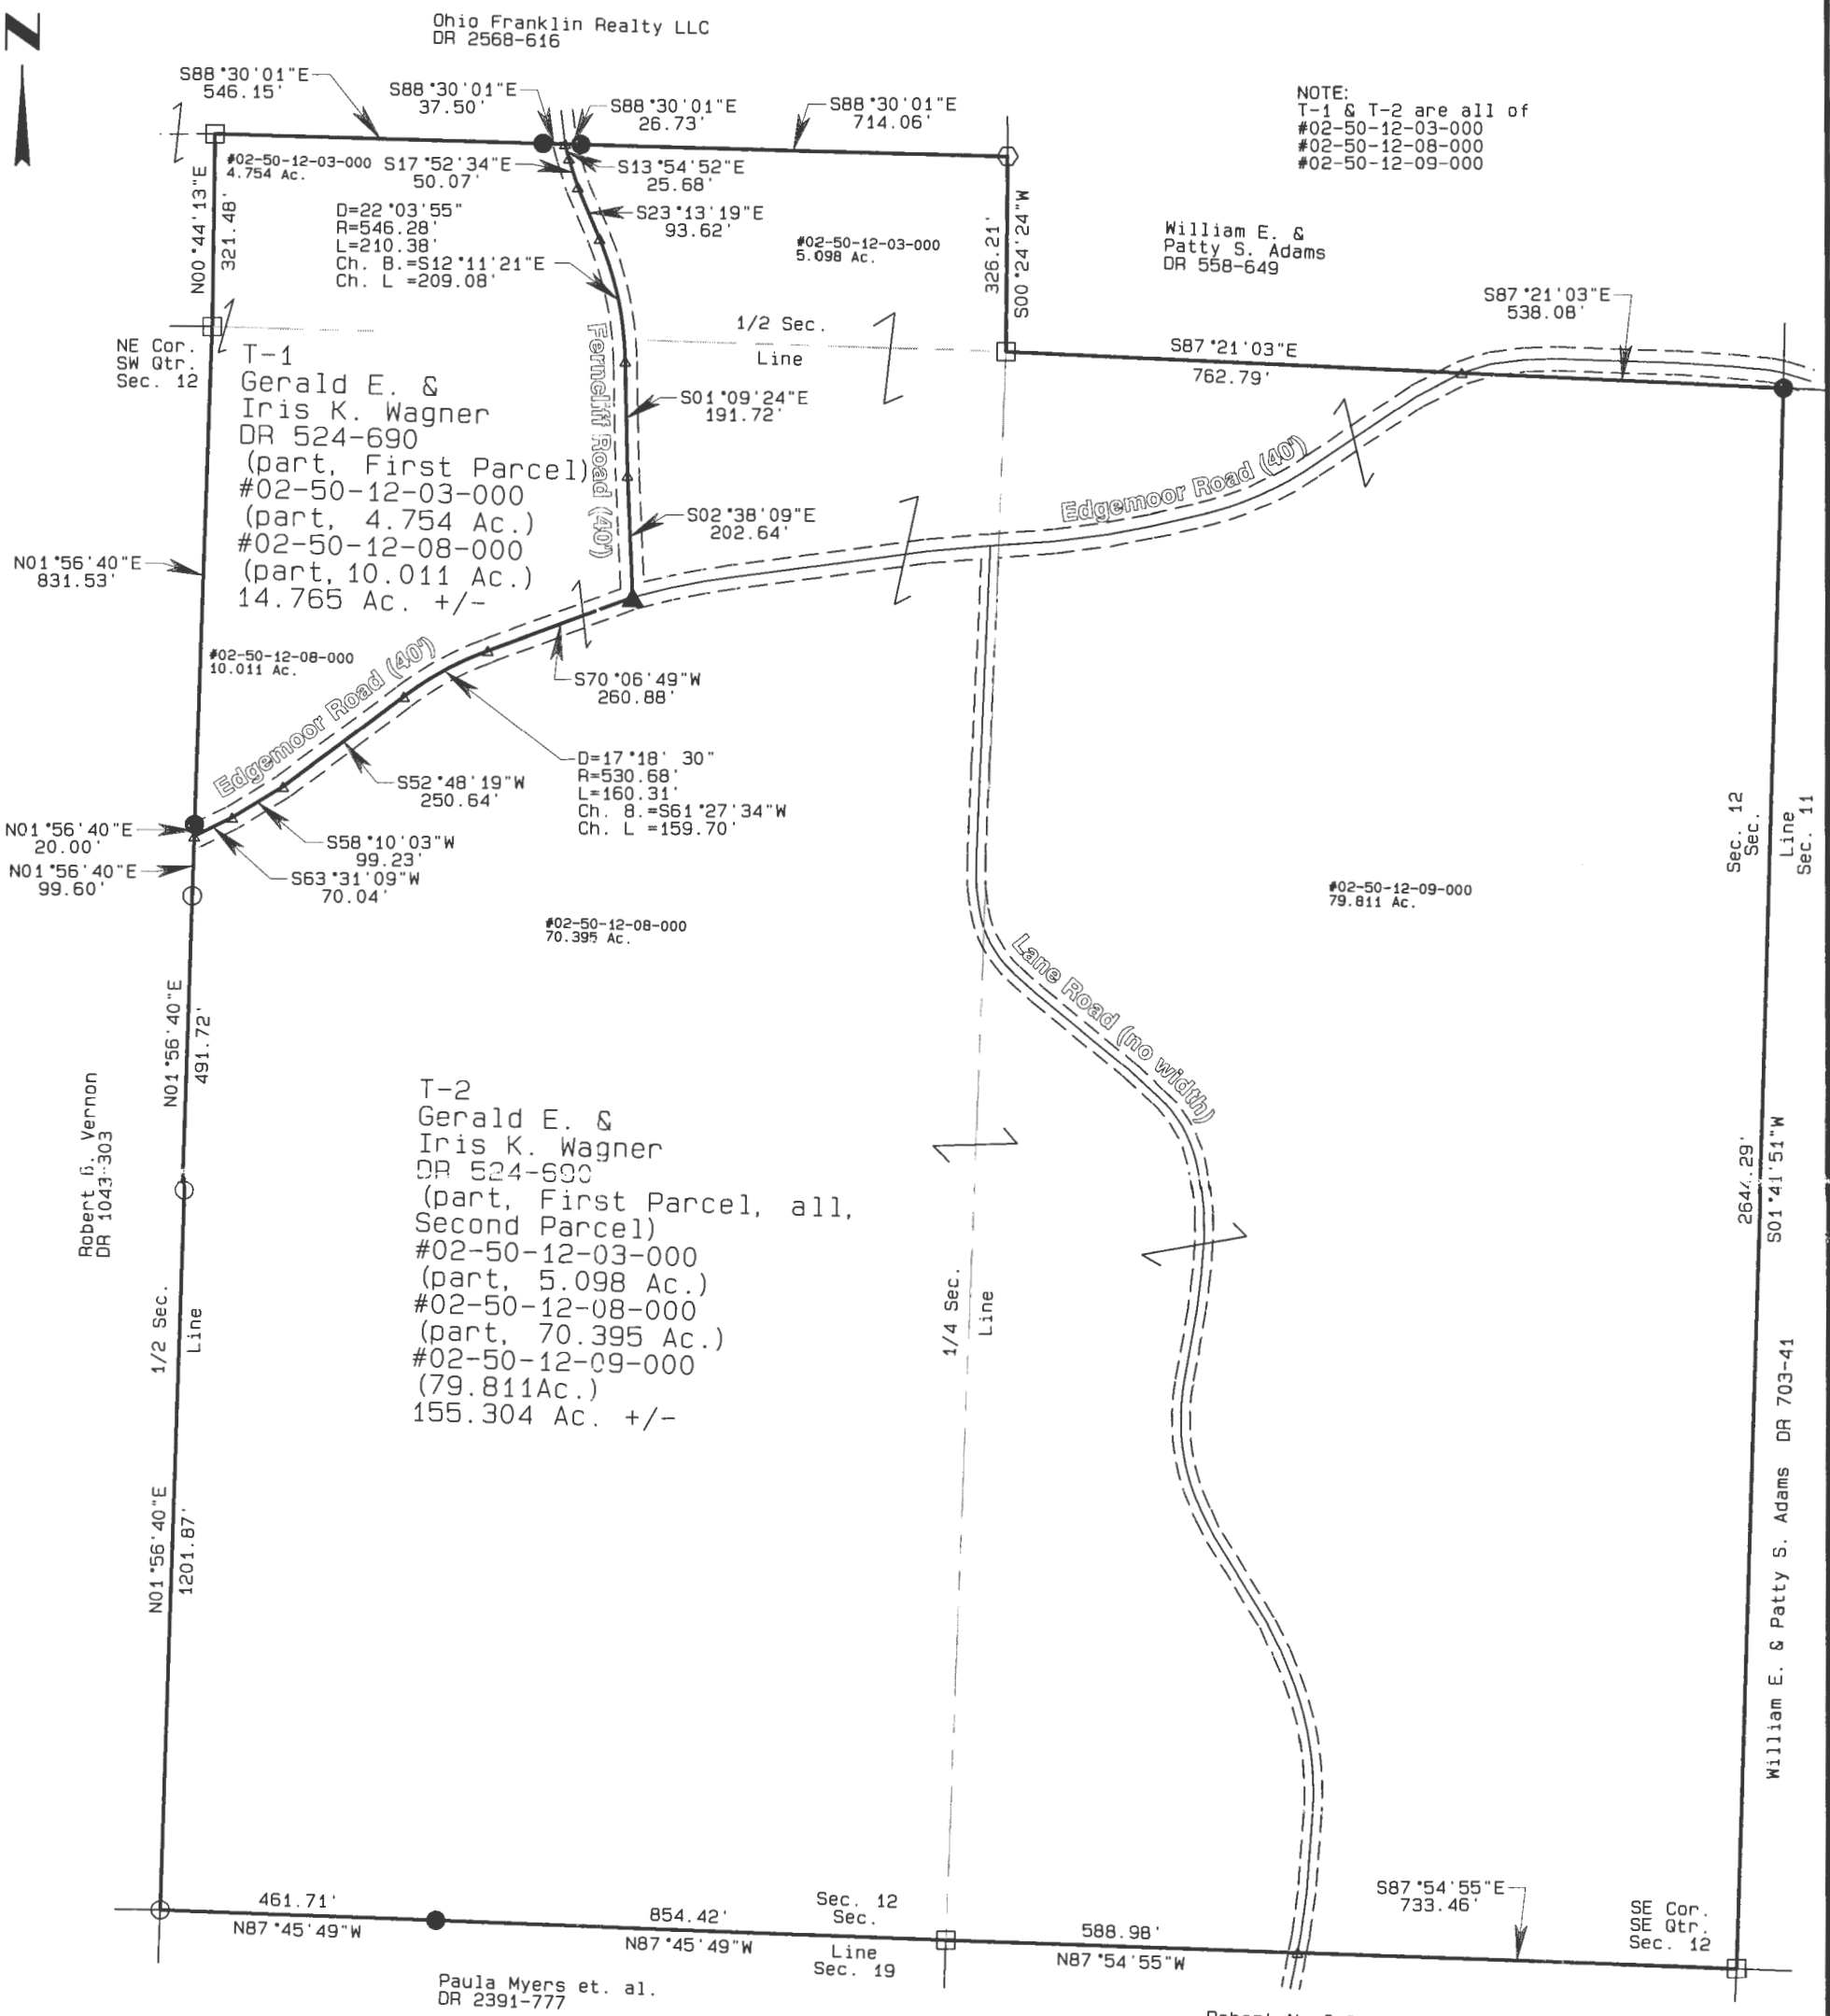 N
Ohio Franklin Realty LLC
DR 2568-616
S88°30'01"E
546.15'
S88°30'01"E
37.50'
S88°30'01"E
26.73'
S88°30'01"E
714.06'
NOTE:
T-1 & T-2 are all of
#02-50-12-03-000
#02-50-12-08-000
#02-50-12-09-000
#02-50-12-03-000
4.754 Ac.
S17°52'34"E
50.07'
S13°54'52"E
25.68'
S23°13'19"E
93.62'
N00°44'13"E
321.48'
D=22°03'55"
R=546.28'
L=210.38'
Ch. B.=S12°11'21"E
Ch. L =209.08'
#02-50-12-03-000
5.098 Ac.
326.21'
S00°24'24"W
William E. &
Patty S. Adams
DR 558-649
S87°21'03"E
538.08'
1/2 Sec.
Line
S87°21'03"E
762.79'
NE Cor.
SW Qtr.
Sec. 12
T-1
Gerald E. &
Iris K. Wagner
DR 524-690
(part, First Parcel)
#02-50-12-03-000
(part, 4.754 Ac.)
#02-50-12-08-000
(part, 10.011 Ac.)
14.765 Ac. +/-
Ferncliff Road (40')
S01°09'24"E
191.72'
Edgemoor Road (40')
S02°38'09"E
202.64'
N01°56'40"E
831.53'
#02-50-12-08-000
10.011 Ac.
Edgemoor Road (40')
S70°06'49"W
260.88'
D=17°18' 30"
R=530.68'
L=160.31'
Ch. B.=S61°27'34"W
Ch. L =159.70'
S52°48'19"W
250.64'
N01°56'40"E
20.00'
S58°10'03"W
99.23'
N01°56'40"E
99.60'
S63°31'09"W
70.04'
#02-50-12-08-000
70.395 Ac.
#02-50-12-09-000
79.811 Ac.
Sec. 12
Sec.
Line
Sec. 11
Lane Road (no width)
N01°56'40"E
491.72'
Robert Vernon
DR 1043-303
T-2
Gerald E. &
Iris K. Wagner
DR 524-690
(part, First Parcel, all,
Second Parcel)
#02-50-12-03-000
(part, 5.098 Ac.)
#02-50-12-08-000
(part, 70.395 Ac.)
#02-50-12-09-000
(79.811Ac.)
155.304 Ac. +/-
1/2 Sec.
Line
1/4 Sec.
Line
S01°41'51"W
William E. & Patty S. Adams DR 703-41
N01°56'40"E
1201.87'
461.71'
N87°45'49"W
854.42'
N87°45'49"W
Sec. 12
Sec.
Line
Sec. 19
588.98'
N87°54'55"W
S87°54'55"E
733.46'
SE Cor.
SE Qtr.
Sec. 12
Paula Myers et. al.
DR 2391-777